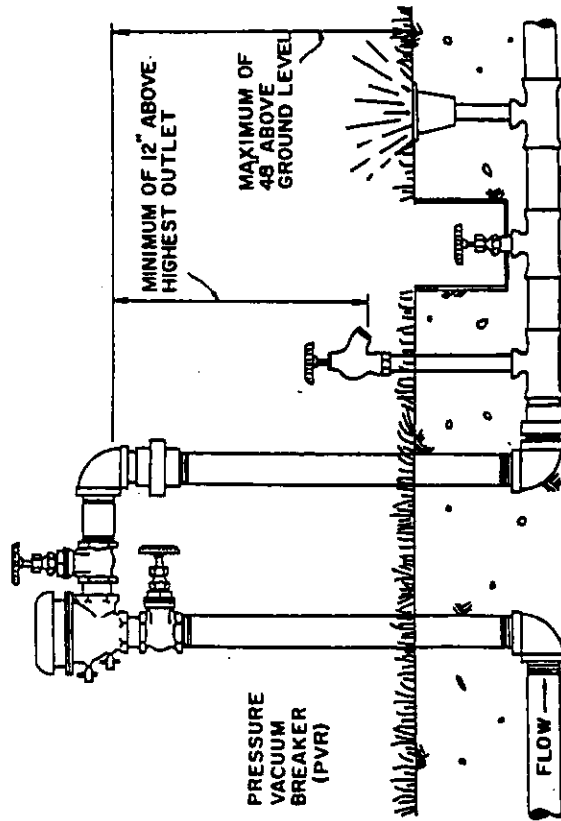 MINIMUM OF 12" ABOVE
HIGHEST OUTLET
MAXIMUM OF
48 ABOVE
GROUND LEVEL
PRESSURE
VACUUM
BREAKER
(PVR)
FLOW